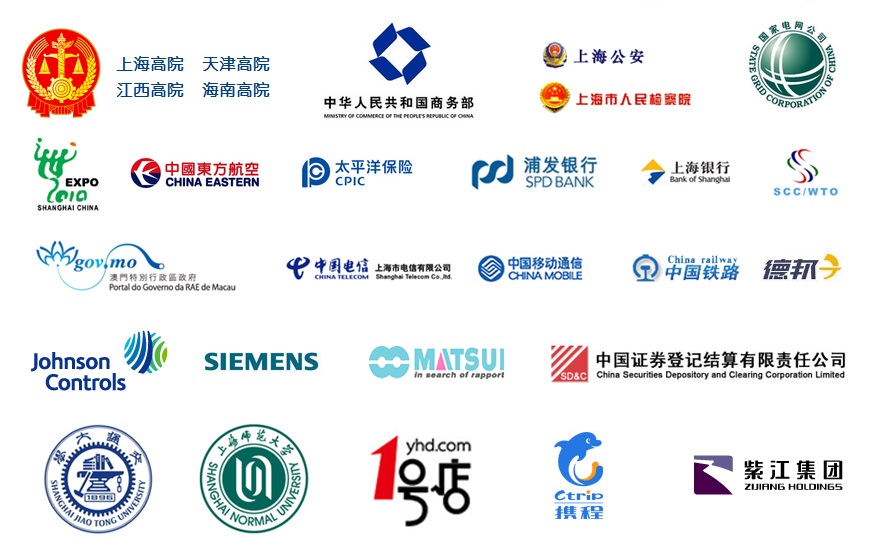 上海高院 天津高院
江西高院 海南高院
中华人民共和国商务部
MINISTRY OF COMMERCE OF THE PEOPLE'S REPUBLIC OF CHINA
上海公安
上海市人民检察院
国家电网公司
STATE GRID CORPORATION OF CHINA
EXPO
2010
SHANGHAI CHINA
中國東方航空
CHINA EASTERN
太平洋保险
CPIC
浦发银行
SPD BANK
上海银行
Bank of Shanghai
SCC/WTO
gov.mo
澳門特別行政區政府
Portal do Governo da RAE de Macau
中国电信
CHINA TELECOM
上海市电信有限公司
Shanghai Telecom Co.,ltd.
中国移动通信
CHINA MOBILE
China railway
中国铁路
德邦
Johnson
Controls
SIEMENS
MATSUI
in search of rapport
SD&C
中国证券登记结算有限责任公司
China Securities Depository and Clearing Corporation Limited
學大通交
1896
SHANGHAI JIAO TONG UNIVERSITY
上海师范大学
SHANGHAI NORMAL UNIVERSITY
yhd.com
1号店
Ctrip
携程
紫江集团
ZIJIANG HOLDINGS